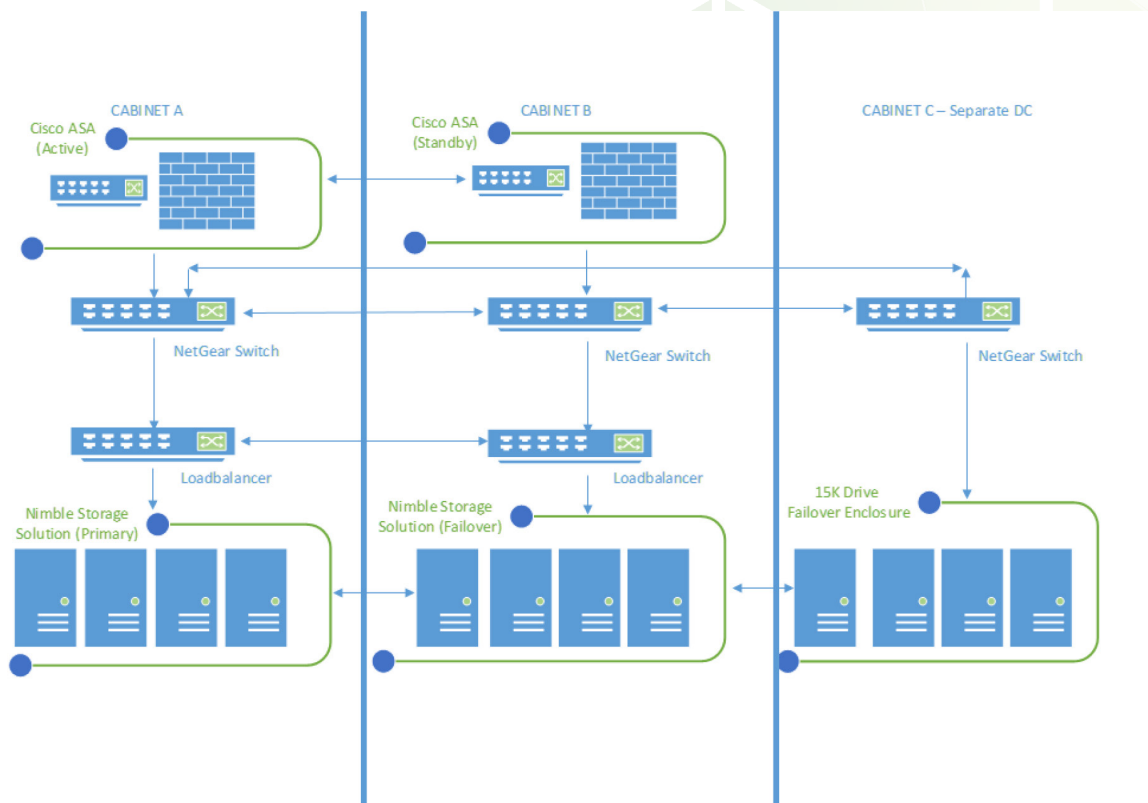 CABINET A
Cisco ASA
(Active)
CABINET B
Cisco ASA
(Standby)
CABINET C – Separate DC
NetGear Switch
NetGear Switch
NetGear Switch
Loadbalancer
Loadbalancer
Nimble Storage
Solution (Primary)
Nimble Storage
Solution (Failover)
15K Drive
Failover Enclosure